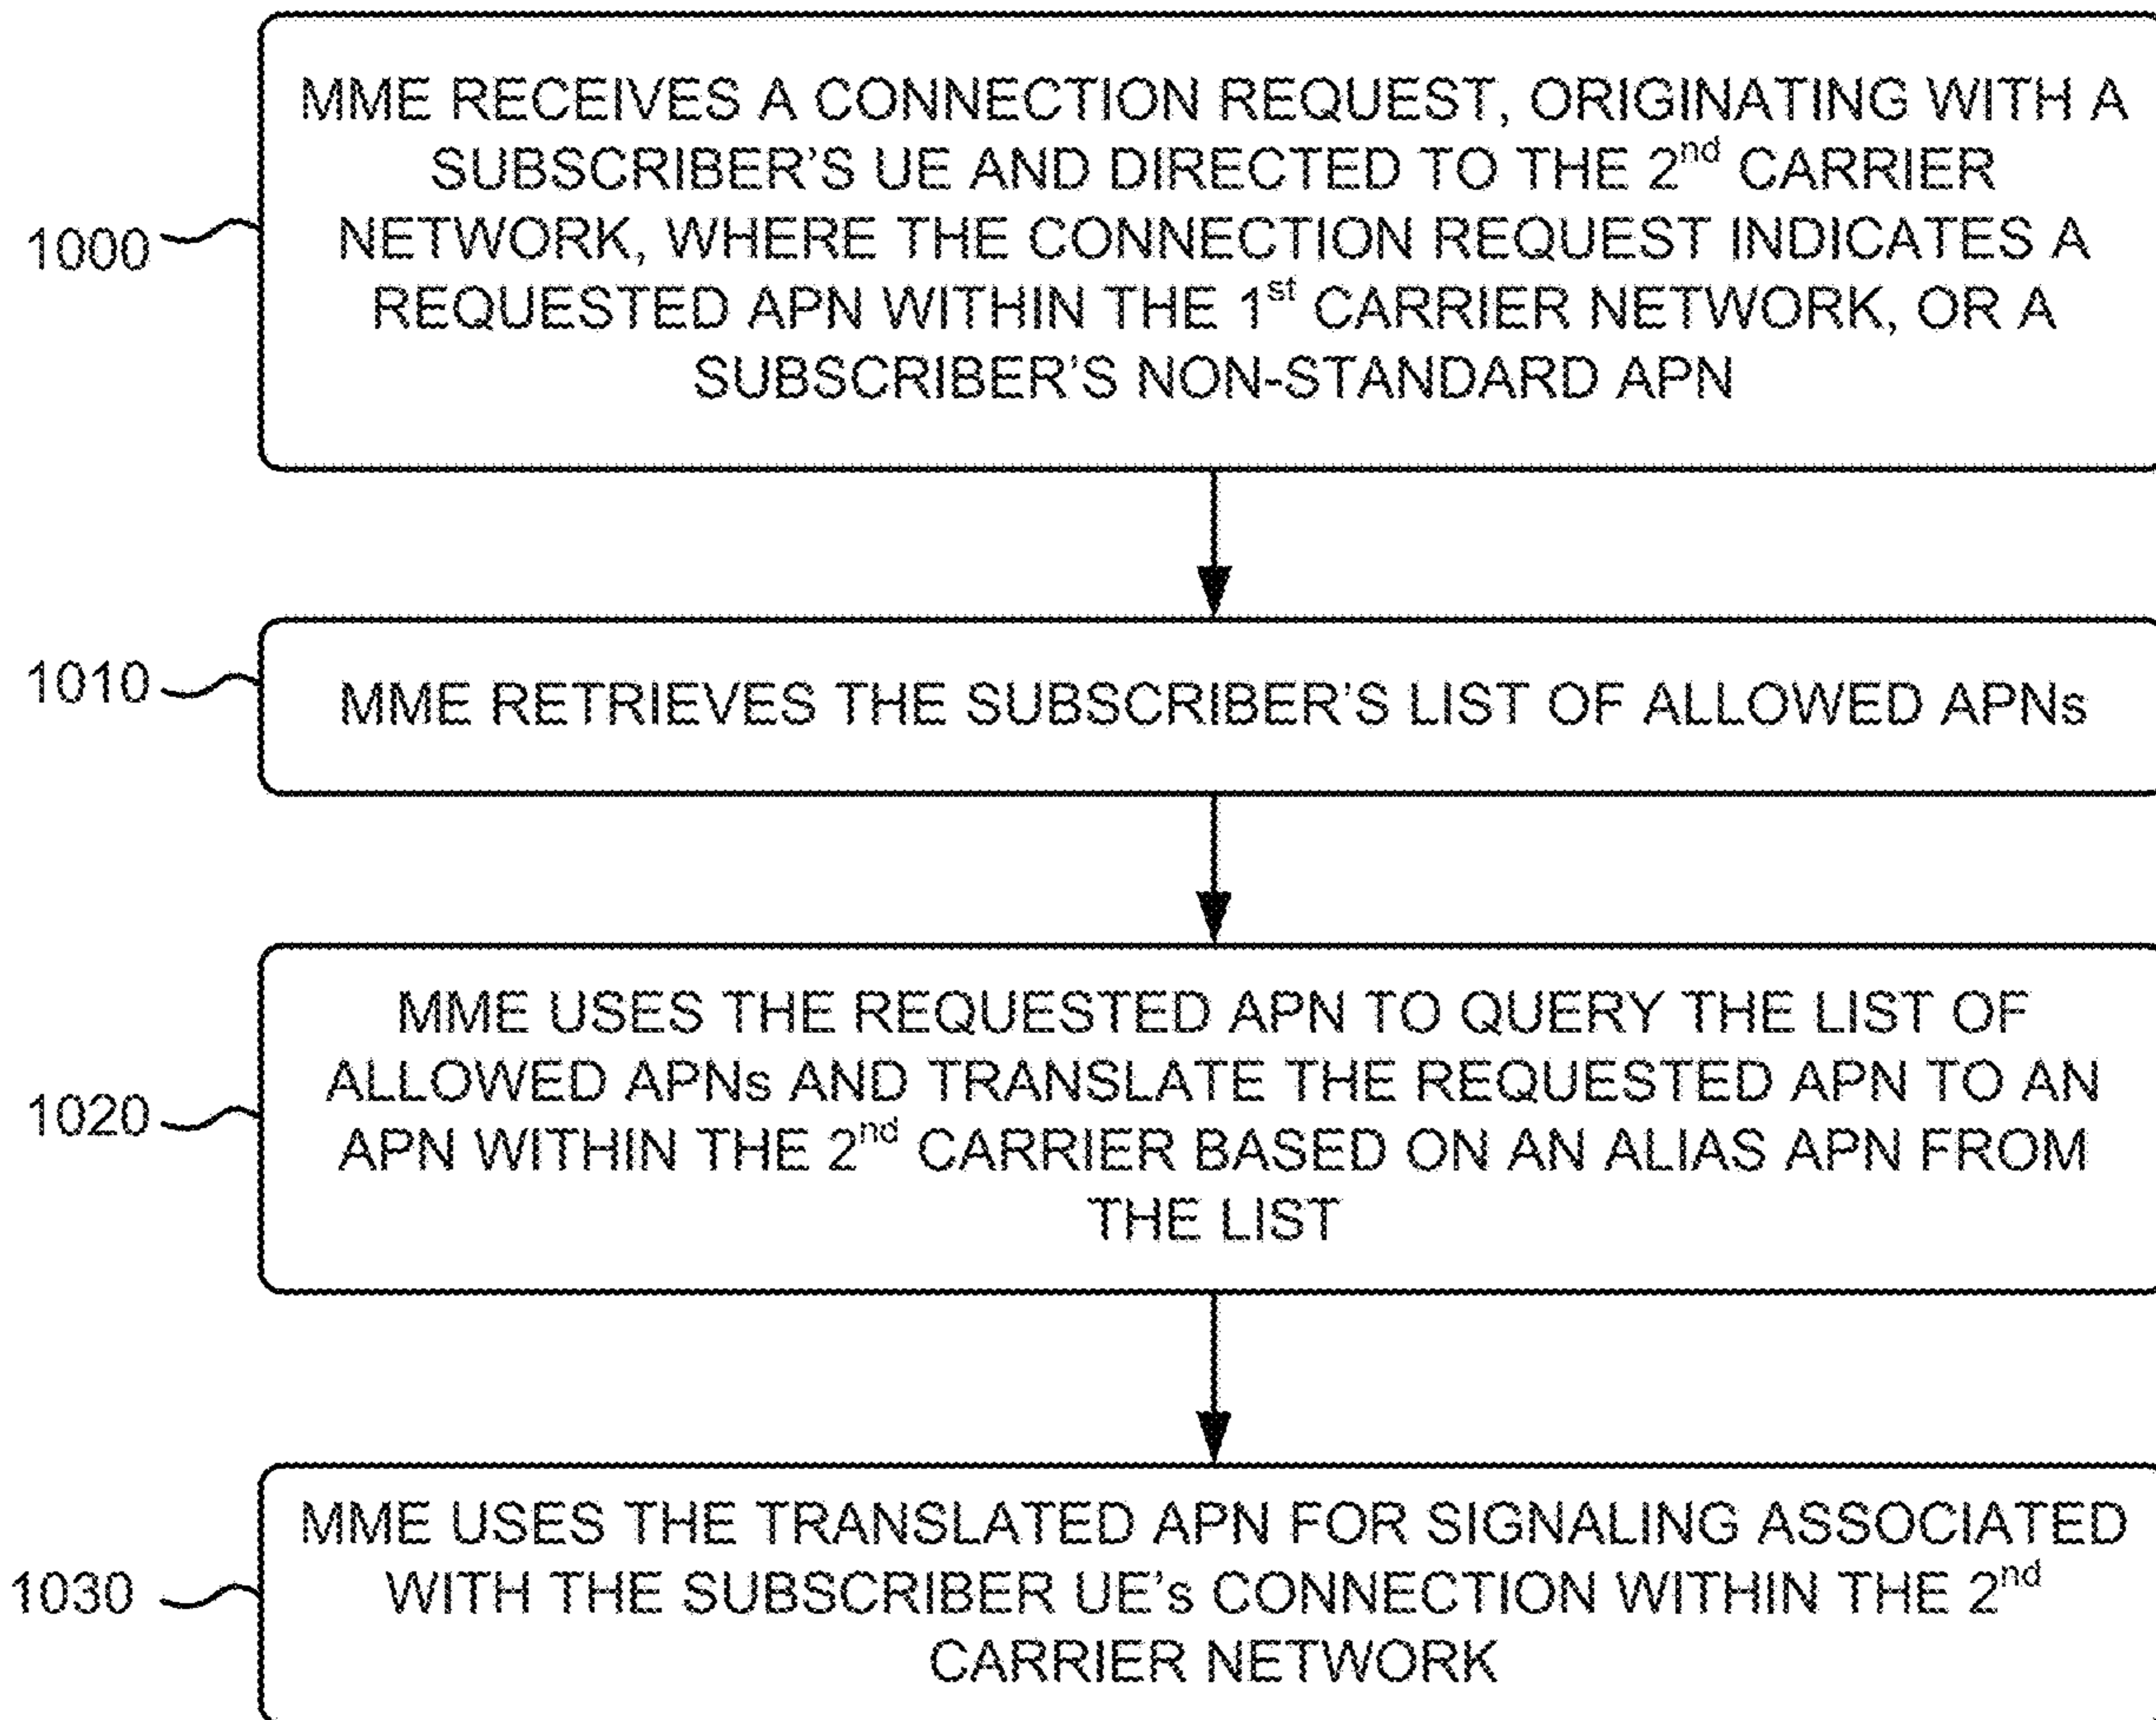 MME RECEIVES A CONNECTION REQUEST, ORIGINATING WITH A
SUBSCRIBER'S UE AND DIRECTED TO THE 2nd CARRIER
1000
NETWORK, WHERE THE CONNECTION REQUEST INDICATES A
REQUESTED APN WITHIN THE 1st CARRIER NETWORK, OR A
SUBSCRIBER'S NON-STANDARD APN
1010
MME RETRIEVES THE SUBSCRIBER'S LIST OF ALLOWED APNs
MME USES THE REQUESTED APN TO QUERY THE LIST OF
ALLOWED APNs AND TRANSLATE THE REQUESTED APN TO AN
1020
APN WITHIN THE 2nd CARRIER BASED ON AN ALIAS APN FROM
THE LIST
MME USES THE TRANSLATED APN FOR SIGNALING ASSOCIATED
1030
WITH THE SUBSCRIBER UE's CONNECTION WITHIN THE 2nd
CARRIER NETWORK